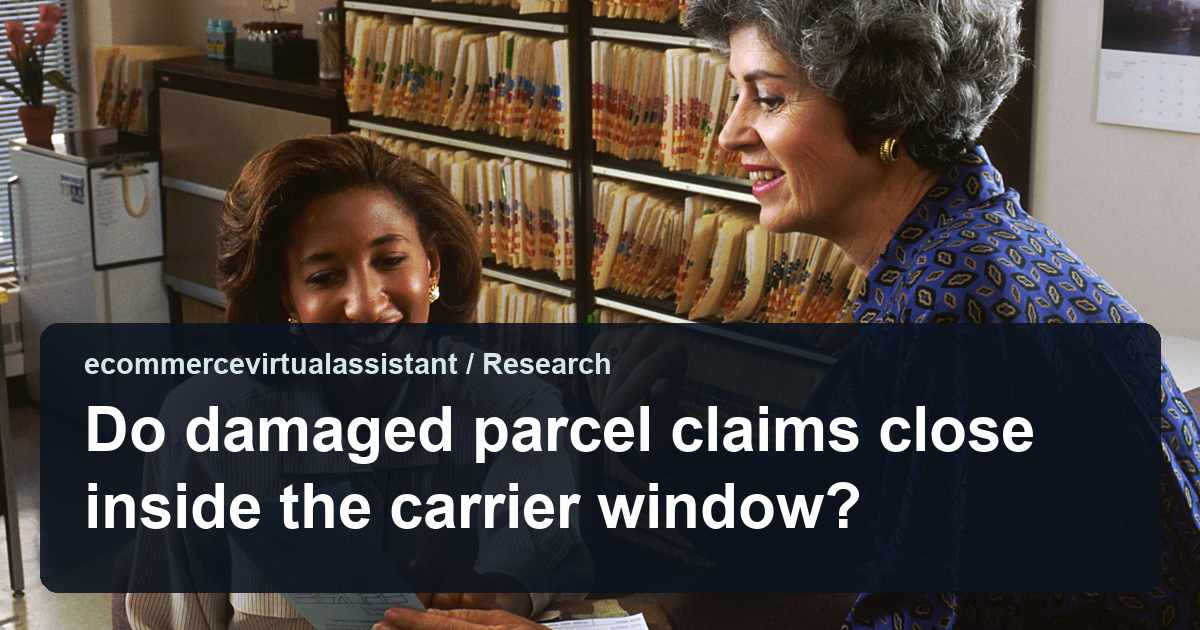 ecommercevirtualassistant / Research
Do damaged parcel claims close
inside the carrier window?